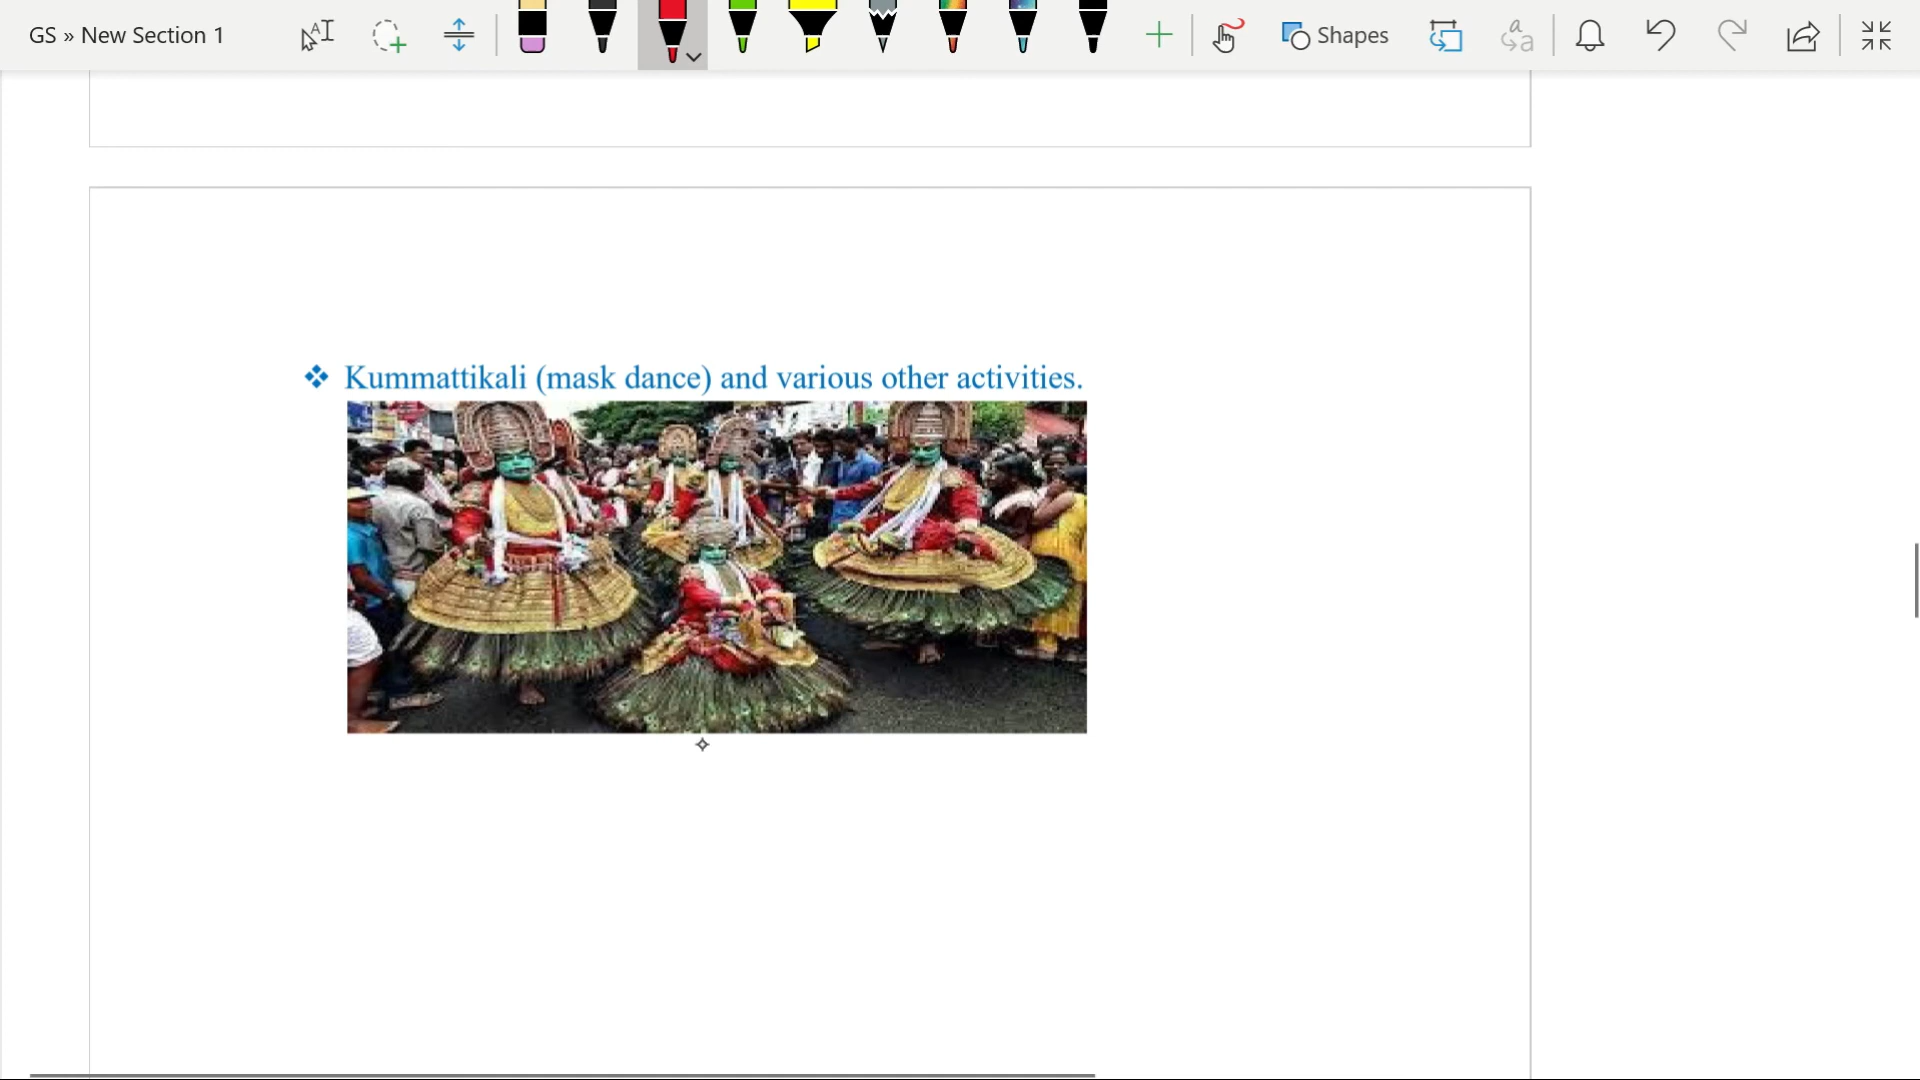 GS » New Section 1
Shapes
❖ Kummattikali (mask dance) and various other activities.